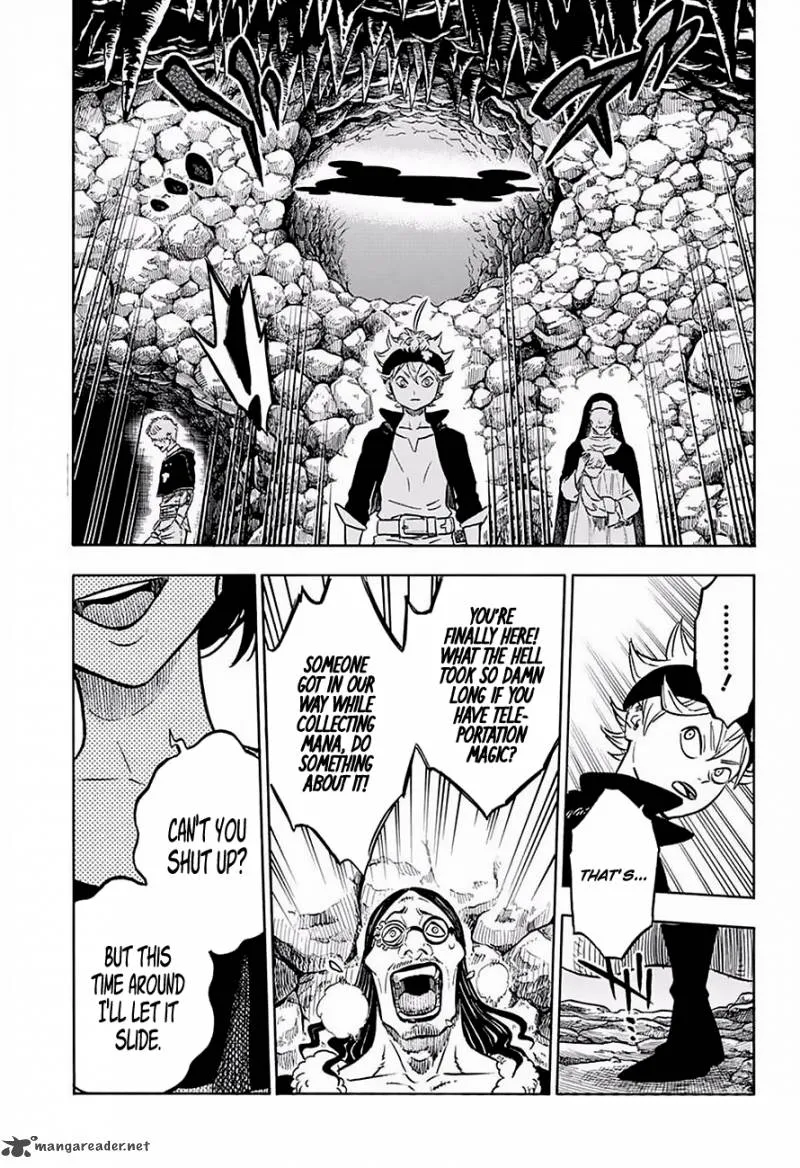 ........
THAT'S...
YOU'RE
FINALLY HERE!
WHAT THE HELL
TOOK SO DAMN
LONG IF YOU
HAVE TELE-
PORTATION
MAGIC?
SOMEONE
GOT IN OUR
WAY WHILE
COLLECTING
MANA, DO
SOMETHING
ABOUT IT!
CAN'T YOU
SHUT UP?
BUT THIS
TIME AROUND
I'LL LET IT
SLIDE.
mangareader.net